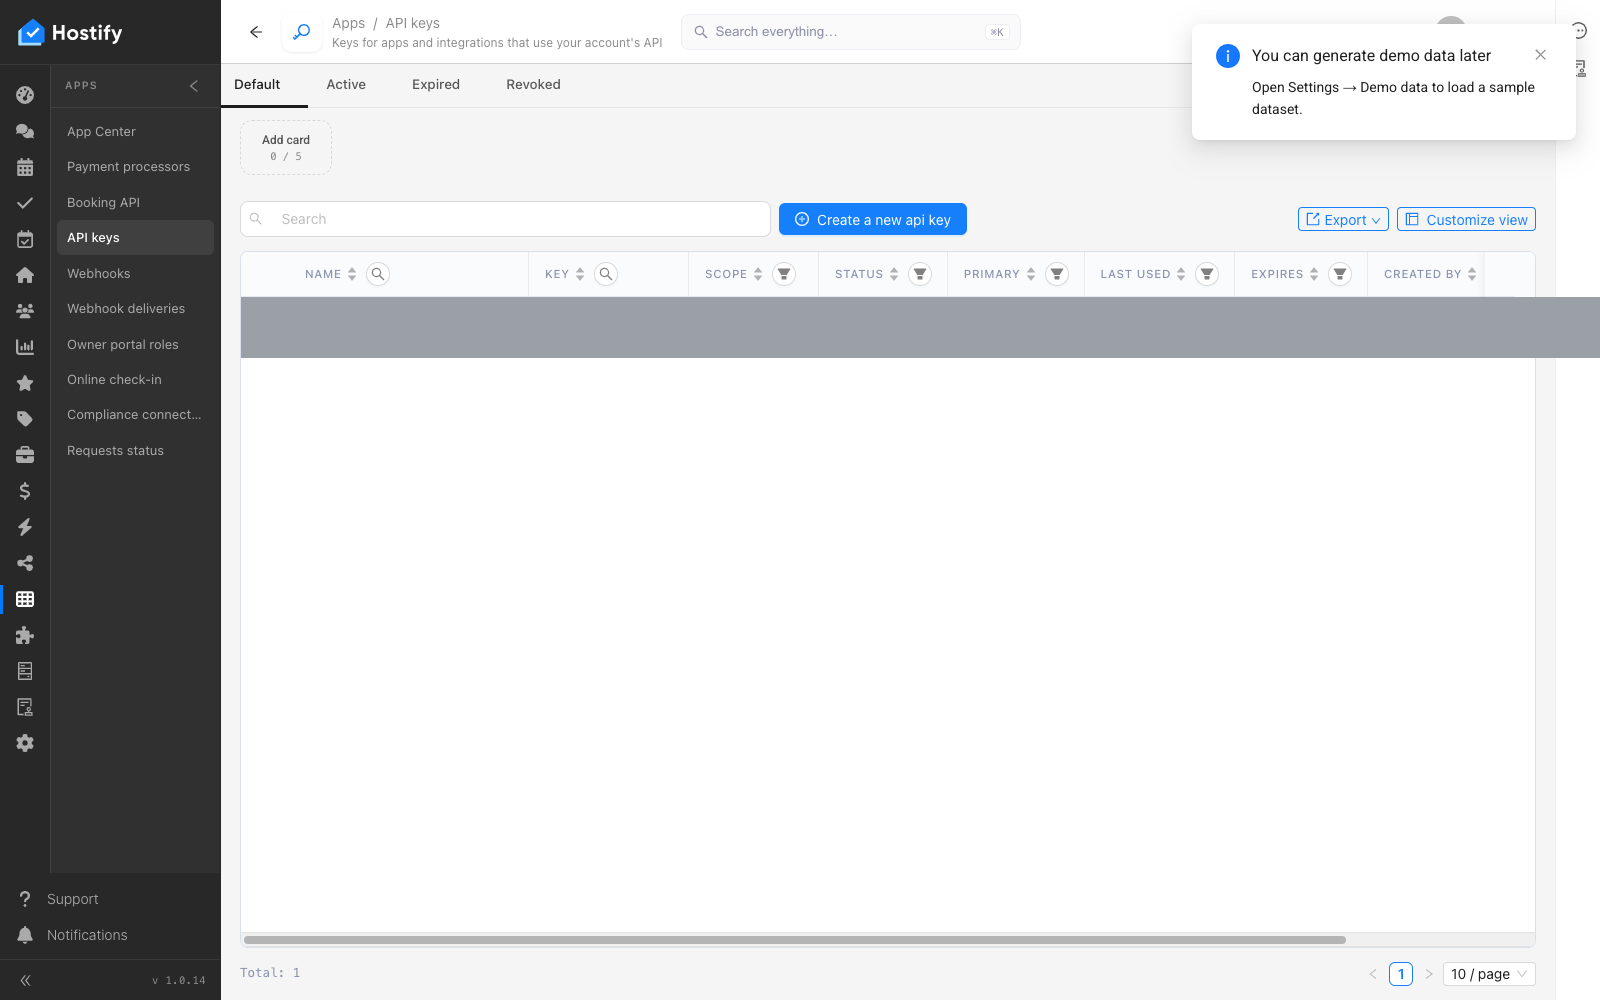 Hostify
Apps / API keys
Keys for apps and integrations that use your account's API
Search everything...
⌘K
You can generate demo data later
Open Settings → Demo data to load a sample
dataset.
APPS
App Center
Payment processors
Booking API
API keys
Webhooks
Webhook deliveries
Owner portal roles
Online check-in
Compliance connect...
Requests status
Support
Notifications
v 1.0.14
Default
Active
Expired
Revoked
Add card
0 / 5
Search
Create a new api key
Export
Customize view
NAME
KEY
SCOPE
STATUS
PRIMARY
LAST USED
EXPIRES
CREATED BY
Total: 1
1
10 / page